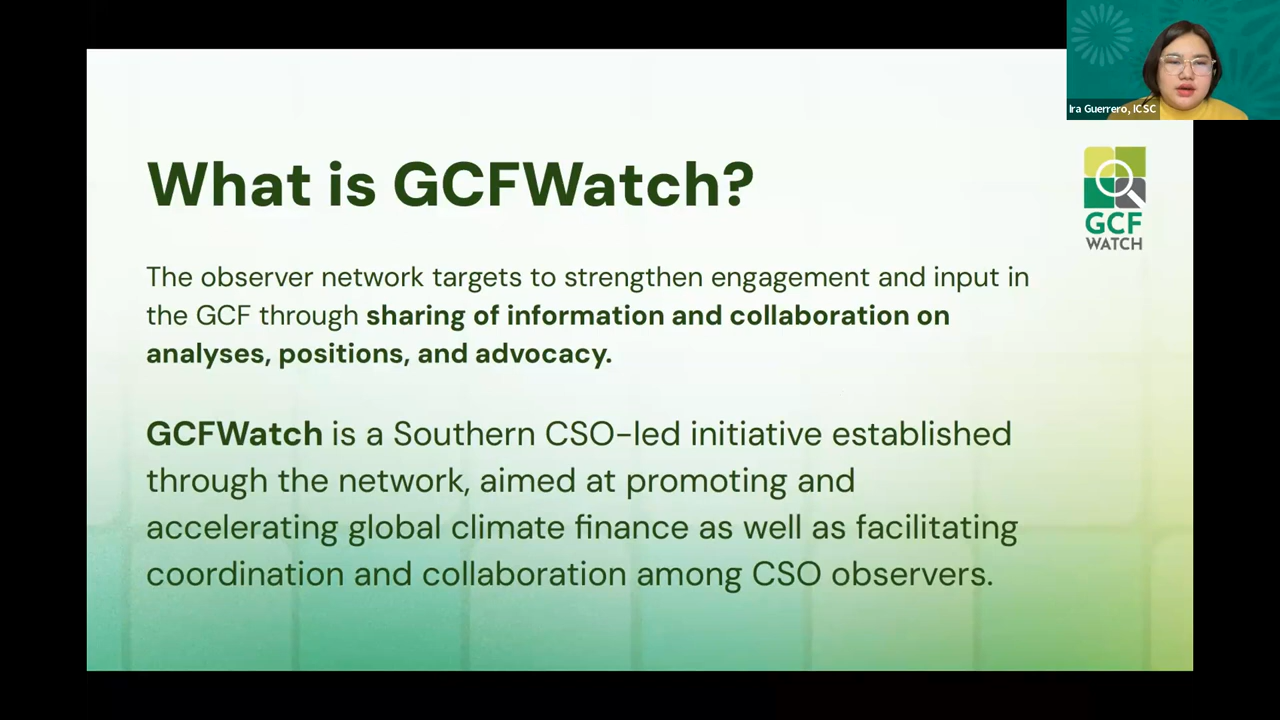 Ira Guerrero, ICSC
What is GCFWatch?
GCF
WATCH
The observer network targets to strengthen engagement and input in
the GCF through sharing of information and collaboration on
analyses, positions, and advocacy.
GCFWatch is a Southern CSO-led initiative established
through the network, aimed at promoting and
accelerating global climate finance as well as facilitating
coordination and collaboration among CSO observers.